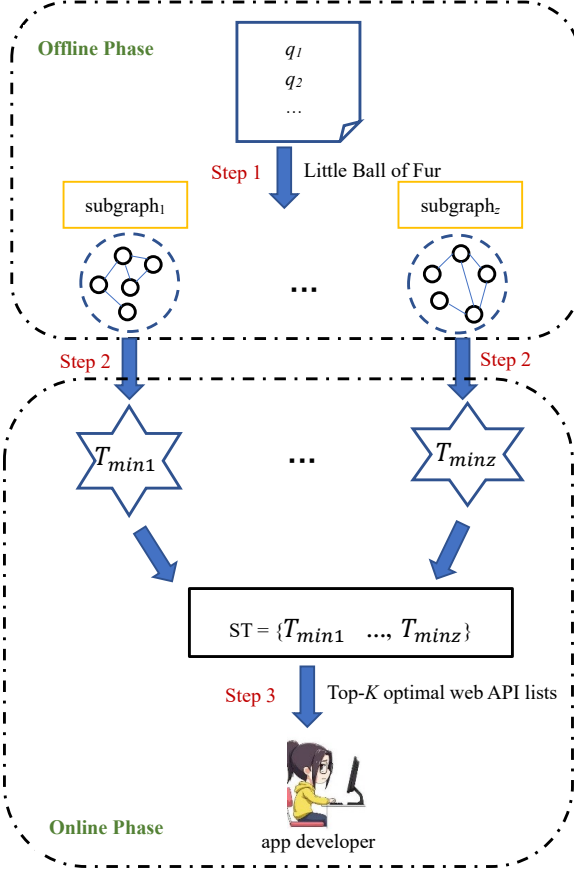 Offline Phase
q1
q2
...
Step 1
Little Ball of Fur
subgraph1
subgraphz
...
Step 2
Step 2
Tmin1
...
Tminz
ST = {Tmin1 ..., Tminz}
Step 3
Top-K optimal web API lists
Online Phase
app developer